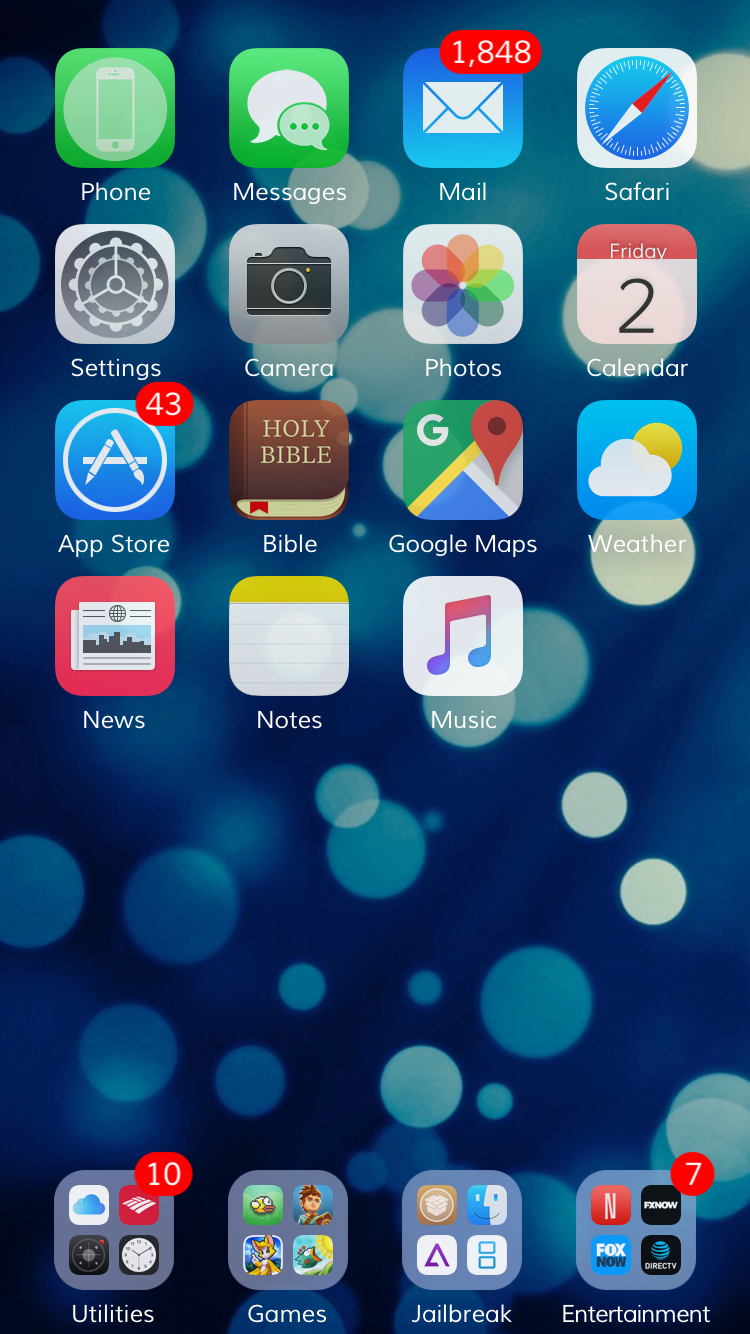 1,848
Phone
Messages
Mail
Safari
Friday
2
Settings
Camera
Photos
Calendar
43
HOLY
BIBLE
G
App Store
Bible
Google Maps
Weather
News
Notes
Music
10
7
N
FXNOW
FOX
NOW
DIRECTV
Utilities
Games
Jailbreak
Entertainment